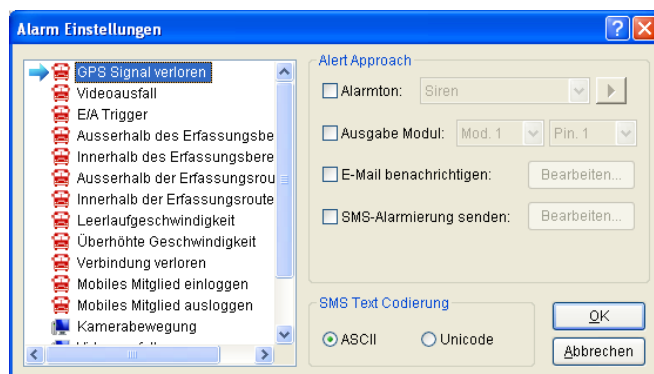 Alarm Einstellungen
GPS Signal verloren
Videoausfall
E/A Trigger
Ausserhalb des Erfassungsbe
Innerhalb des Erfassungsbere
Ausserhalb der Erfassungsrou
Innerhalb der Erfassungsroute
Leerlaufgeschwindigkeit
Überhöhte Geschwindigkeit
Verbindung verloren
Mobiles Mitglied einloggen
Mobiles Mitglied ausloggen
Kamerabewegung
Alert Approach
Alarmton: Siren
Ausgabe Modul: Mod. 1 Pin. 1
E-Mail benachrichtigen: Bearbeiten...
SMS-Alarmierung senden: Bearbeiten...
SMS Text Codierung
ASCII Unicode
OK
Abbrechen